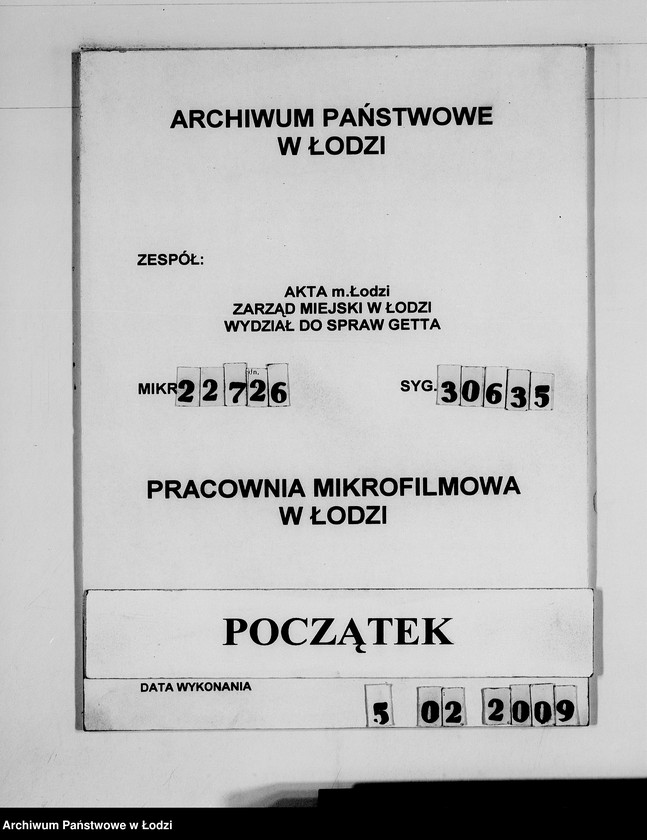 ARCHIWUM PAŃSTWOWE
W ŁODZI
ZESPÓŁ:
AKTA m.Łodzi
ZARZĄD MIEJSKI W ŁODZI
WYDZIAŁ DO SPRAW GETTA
MIKR 22726 SYG. 30635
PRACOWNIA MIKROFILMOWA
W ŁODZI
POCZĄTEK
DATA WYKONANIA
5 02 2009
Archiwum Państwowe w Łodzi